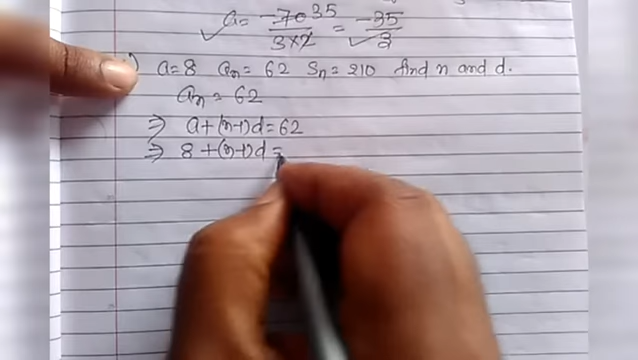 a = -70 35 / 3×2 = -35 / 3
) a = 8 an = 62 Sn = 210 find n and d.
an = 62
⇒ a + (n-1)d = 62
⇒ 8 + (n-1)d =